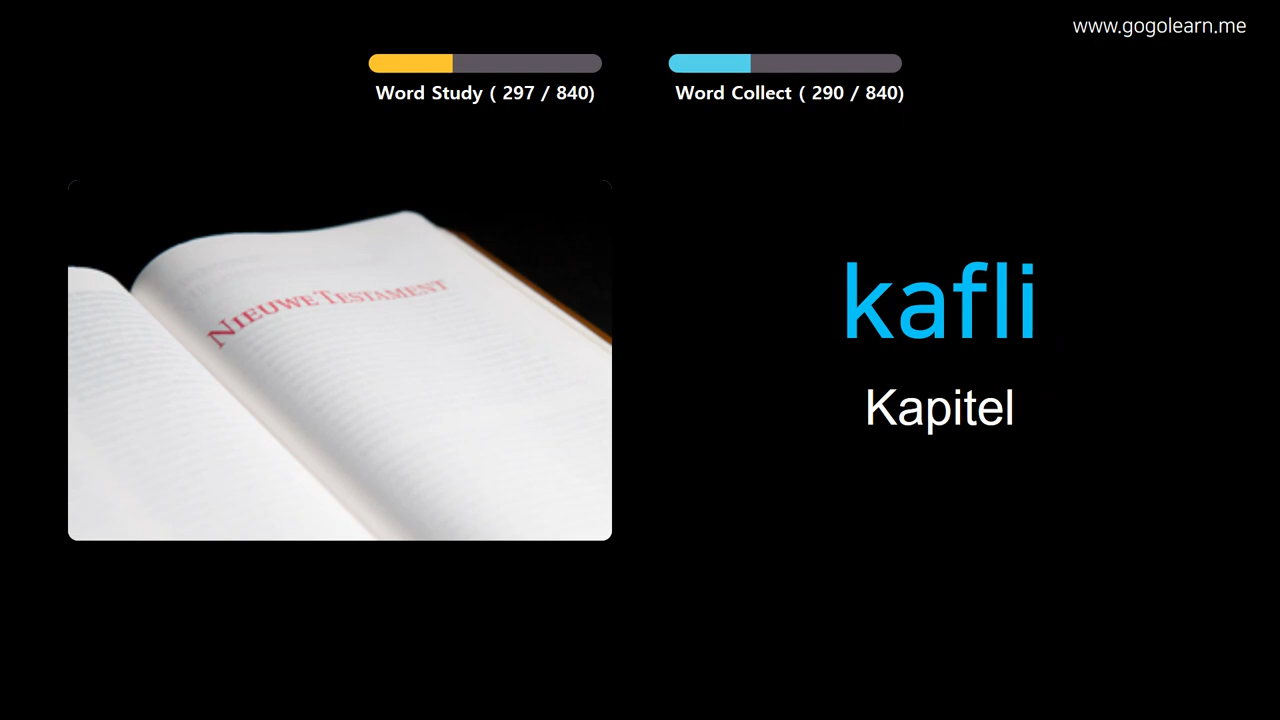 www.gogolearn.me
Word Study ( 297 / 840)
Word Collect ( 290 / 840)
NIEUWE TESTAMENT
kafli
Kapitel